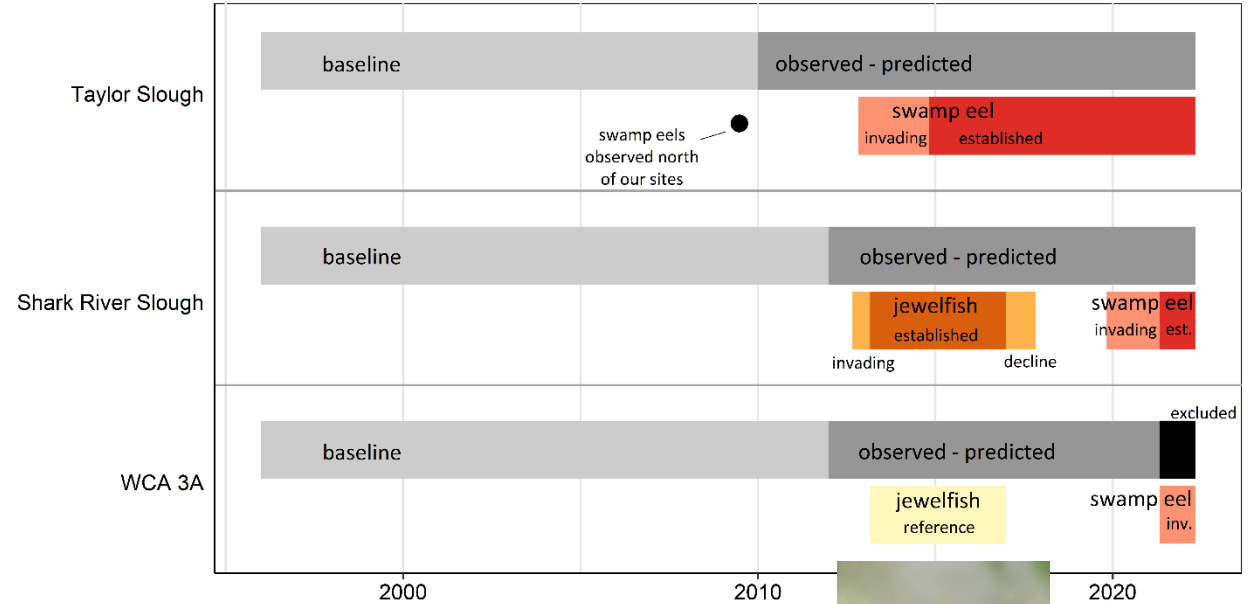 baseline
observed - predicted
Taylor Slough
swamp eel
invading
established
swamp eels
observed north
of our sites
baseline
observed - predicted
Shark River Slough
jewelfish
established
swamp eel
invading
est.
invading
decline
excluded
baseline
observed - predicted
WCA 3A
jewelfish
reference
swamp eel
inv.
2000
2010
2020